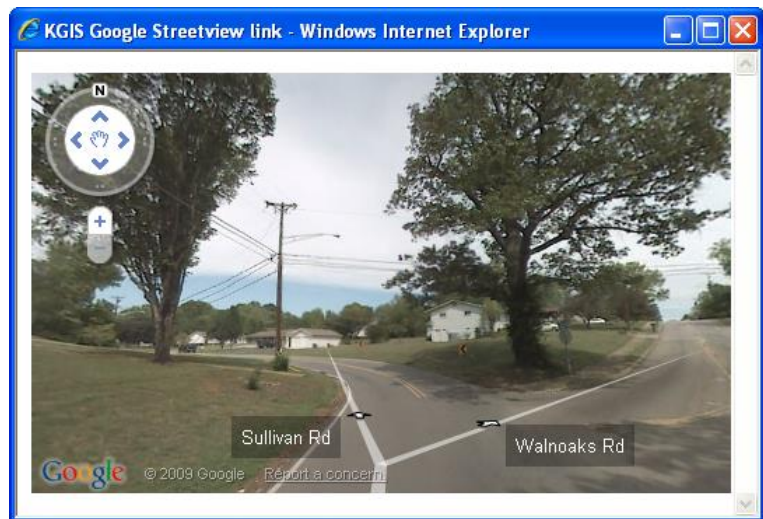 KGIS Google Streetview link - Windows Internet Explorer
N
Sullivan Rd
Walnoaks Rd
Google © 2009 Google Report a concern